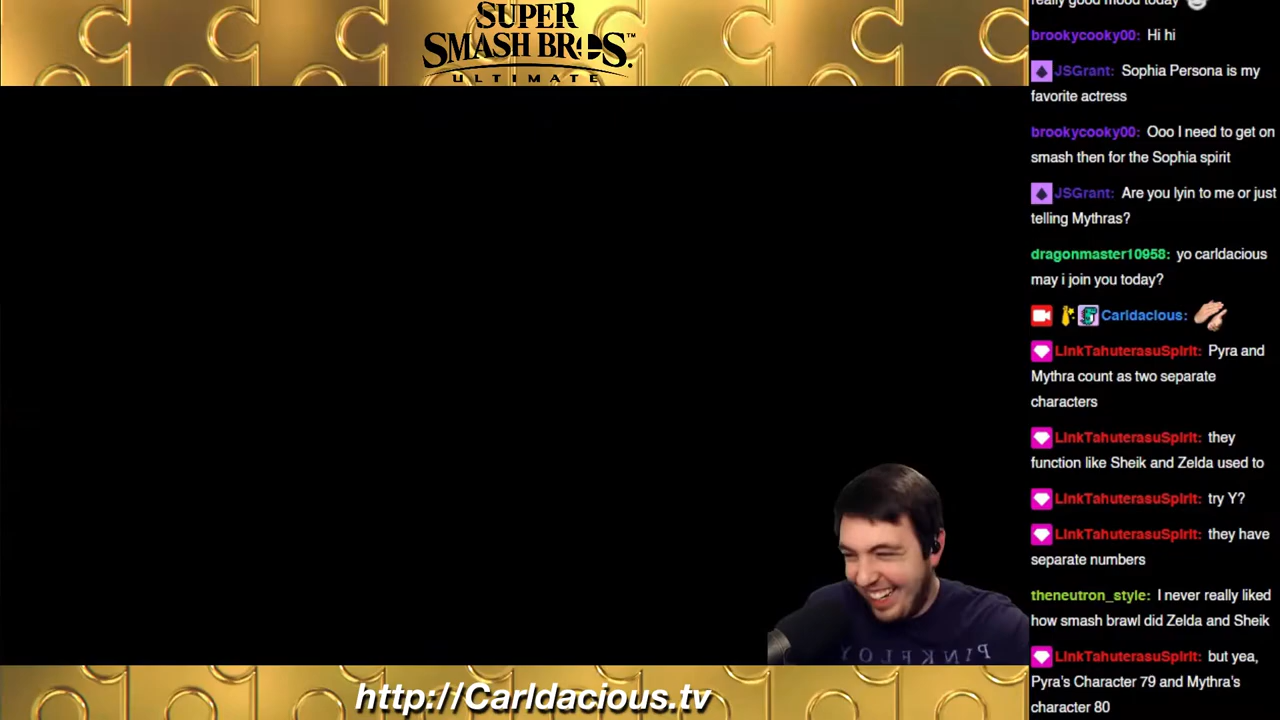 SUPER
SMASH BROS.™
ULTIMATE
really good mood today
brookycooky00: Hi hi
JSGrant: Sophia Persona is my
favorite actress
brookycooky00: Ooo I need to get on
smash then for the Sophia spirit
JSGrant: Are you lyin to me or just
telling Mythras?
dragonmaster10958: yo carldacious
may i join you today?
Carldacious:
LinkTahuterasuSpirit: Pyra and
Mythra count as two separate
characters
LinkTahuterasuSpirit: they
function like Sheik and Zelda used to
LinkTahuterasuSpirit: try Y?
LinkTahuterasuSpirit: they have
separate numbers
theneutron_style: I never really liked
how smash brawl did Zelda and Sheik
LinkTahuterasuSpirit: but yea,
Pyra's Character 79 and Mythra's
character 80
PINK FLOY
http://Carldacious.tv